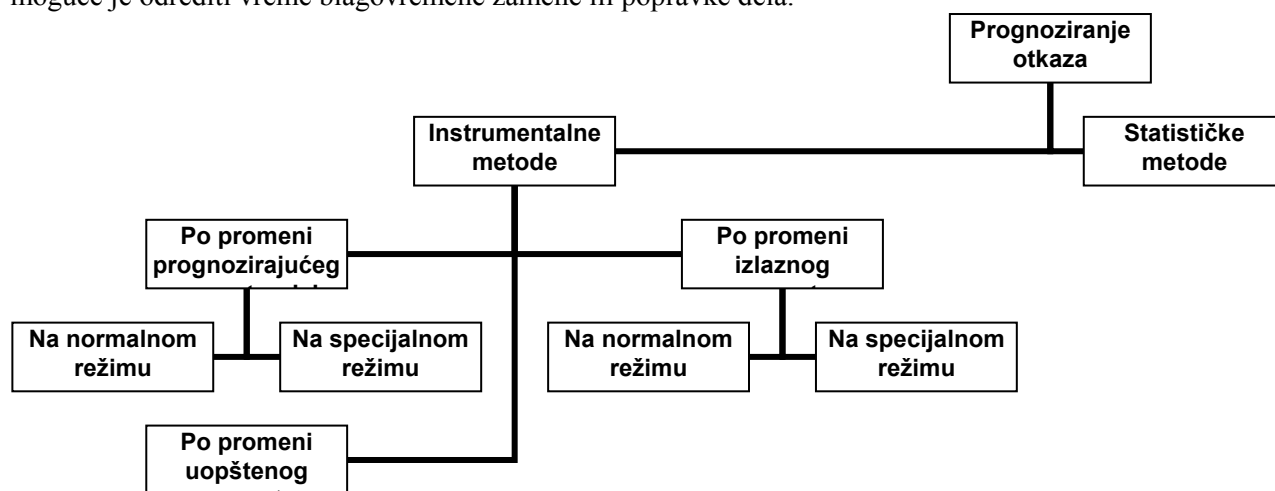 moguće je odrediti vreme blagovremene zamene ili popravke dela.
Prognoziranje
otkaza
Instrumentalne
metode
Statističke
metode
Po promeni
prognozirajućeg
Po promeni
izlaznog
Na normalnom
režimu
Na specijalnom
režimu
Na normalnom
režimu
Na specijalnom
režimu
Po promeni
uopštenog